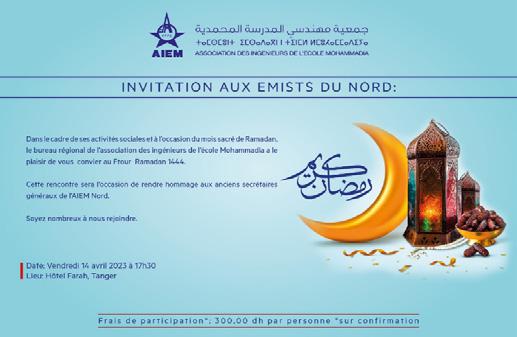 جمعية مهندسي المدرسة المحمدية
AIEM
ASSOCIATION DES INGENIEURS DE L'ECOLE MOHAMMADIA
INVITATION AUX EMISTS DU NORD:
Dans le cadre de ses activités sociales et à l'occasion du mois sacré de Ramadan,
le bureau régional de l'association des ingénieurs de l'école Mohammadia a le
plaisir de vous convier au Ftour Ramadan 1444.
Cette rencontre sera l'occasion de rendre hommage aux anciens secrétaires
généraux de l'AIEM Nord.
Soyez nombreux à nous rejoindre.
رمضان كريم
Date: Vendredi 14 avril 2023 à 17h30
Lieu: Hôtel Farah, Tanger
Frais de participation*: 300,00 dh par personne *sur confirmation